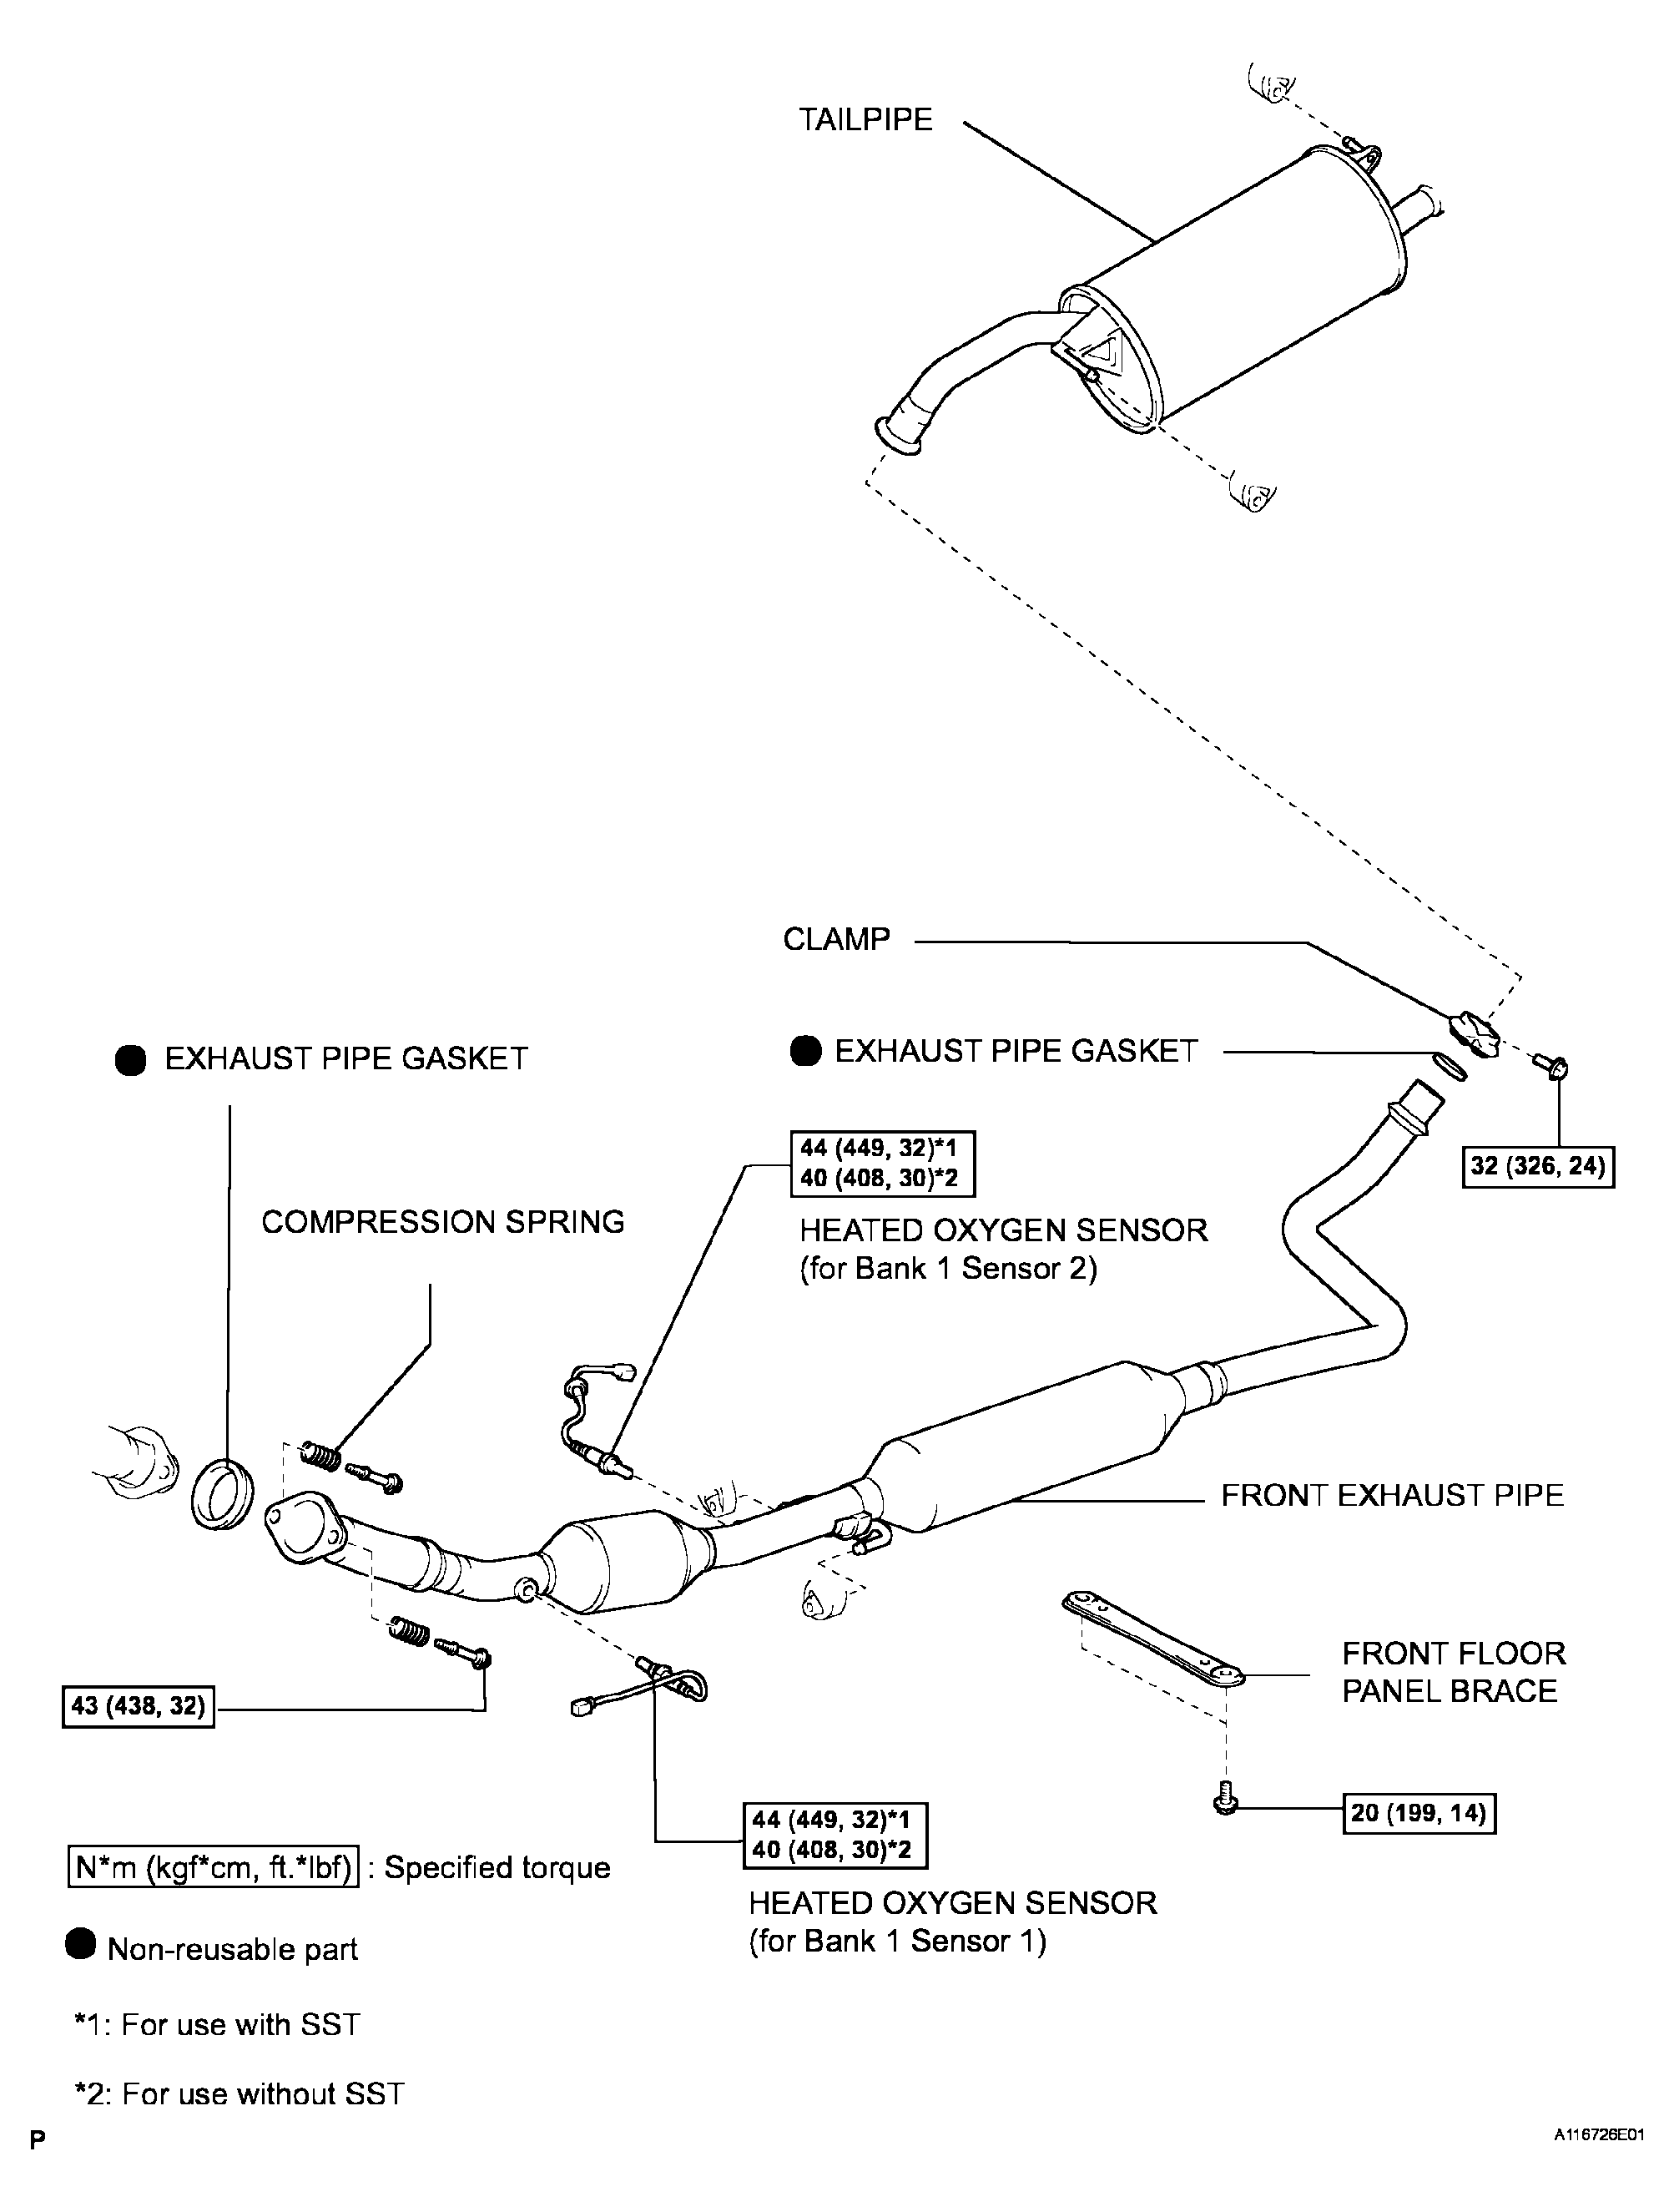 TAILPIPE
CLAMP
● EXHAUST PIPE GASKET
● EXHAUST PIPE GASKET
44 (449, 32)*1
40 (408, 30)*2
32 (326, 24)
COMPRESSION SPRING
HEATED OXYGEN SENSOR
(for Bank 1 Sensor 2)
FRONT EXHAUST PIPE
FRONT FLOOR
PANEL BRACE
43 (438, 32)
20 (199, 14)
44 (449, 32)*1
40 (408, 30)*2
HEATED OXYGEN SENSOR
(for Bank 1 Sensor 1)
N*m (kgf*cm, ft.*lbf) : Specified torque
● Non-reusable part
*1: For use with SST
*2: For use without SST
P
A116726E01